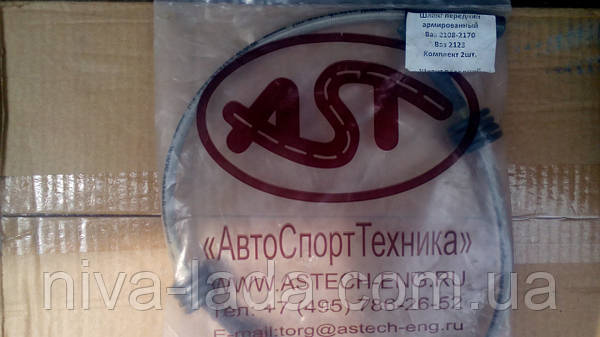 Шланг передний
армированный
Ваз 2108-2170
Ваз 2123
Комплект 2шт.
AST
«АвтоСпортТехника»
WWW.ASTECH-ENG.RU
Тел: +7 (495) 788-26-52
E-mail:torg@astech-eng.ru
niva-lada.com.ua